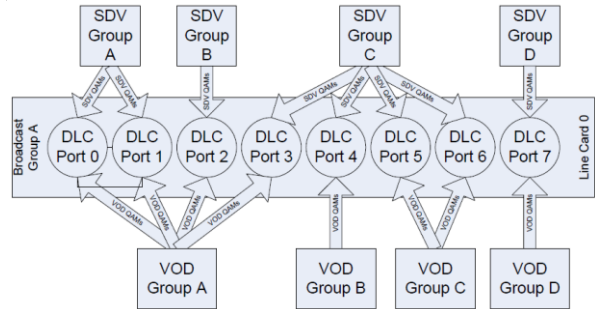 SDV Group A
SDV Group B
SDV Group C
SDV Group D
SDV QAMs
SDV QAMs
SDV QAMs
SDV QAMs
SDV QAMs
SDV QAMs
SDV QAMs
SDV QAMs
Broadcast Group A
DLC Port 0
DLC Port 1
DLC Port 2
DLC Port 3
DLC Port 4
DLC Port 5
DLC Port 6
DLC Port 7
Line Card 0
VOD QAMs
VOD QAMs
VOD QAMs
VOD QAMs
VOD QAMs
VOD QAMs
VOD QAMs
VOD QAMs
VOD Group A
VOD Group B
VOD Group C
VOD Group D